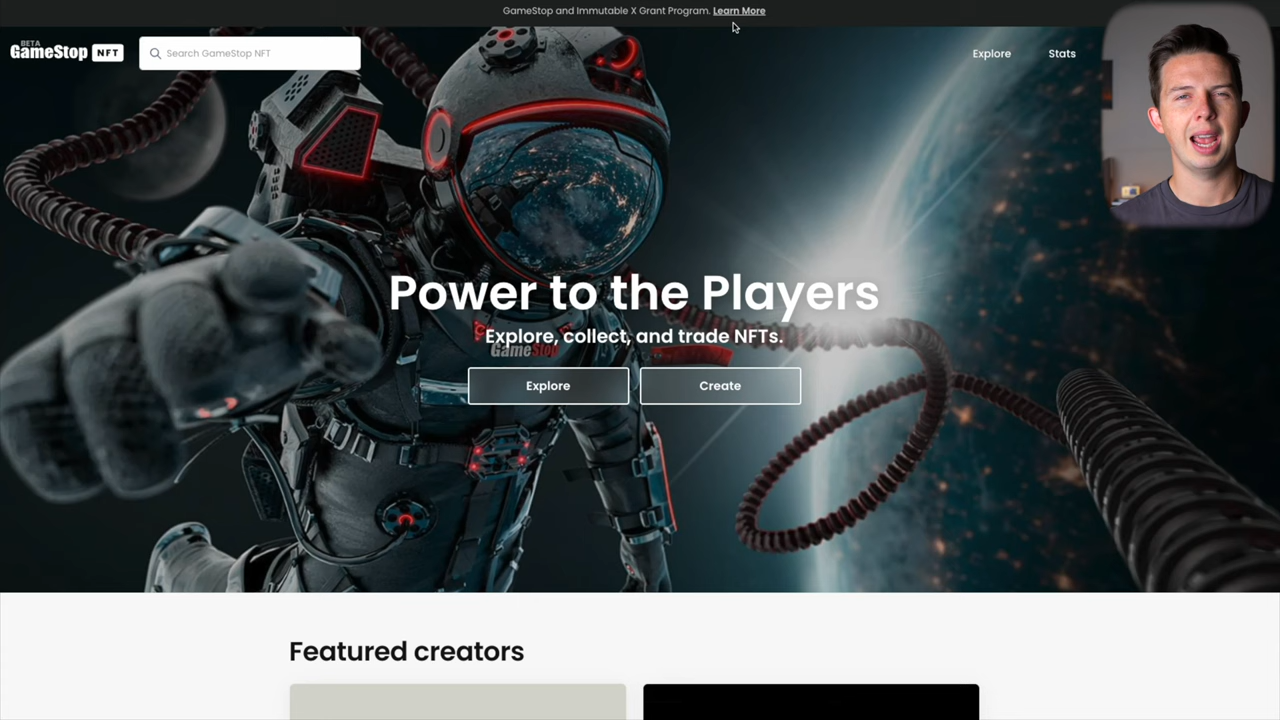 GameStop and Immutable X Grant Program. Learn More
BETA
GameStop NFT
Search GameStop NFT
Explore
Stats
Power to the Players
Explore, collect, and trade NFTs.
GameStop
Explore
Create
Featured creators